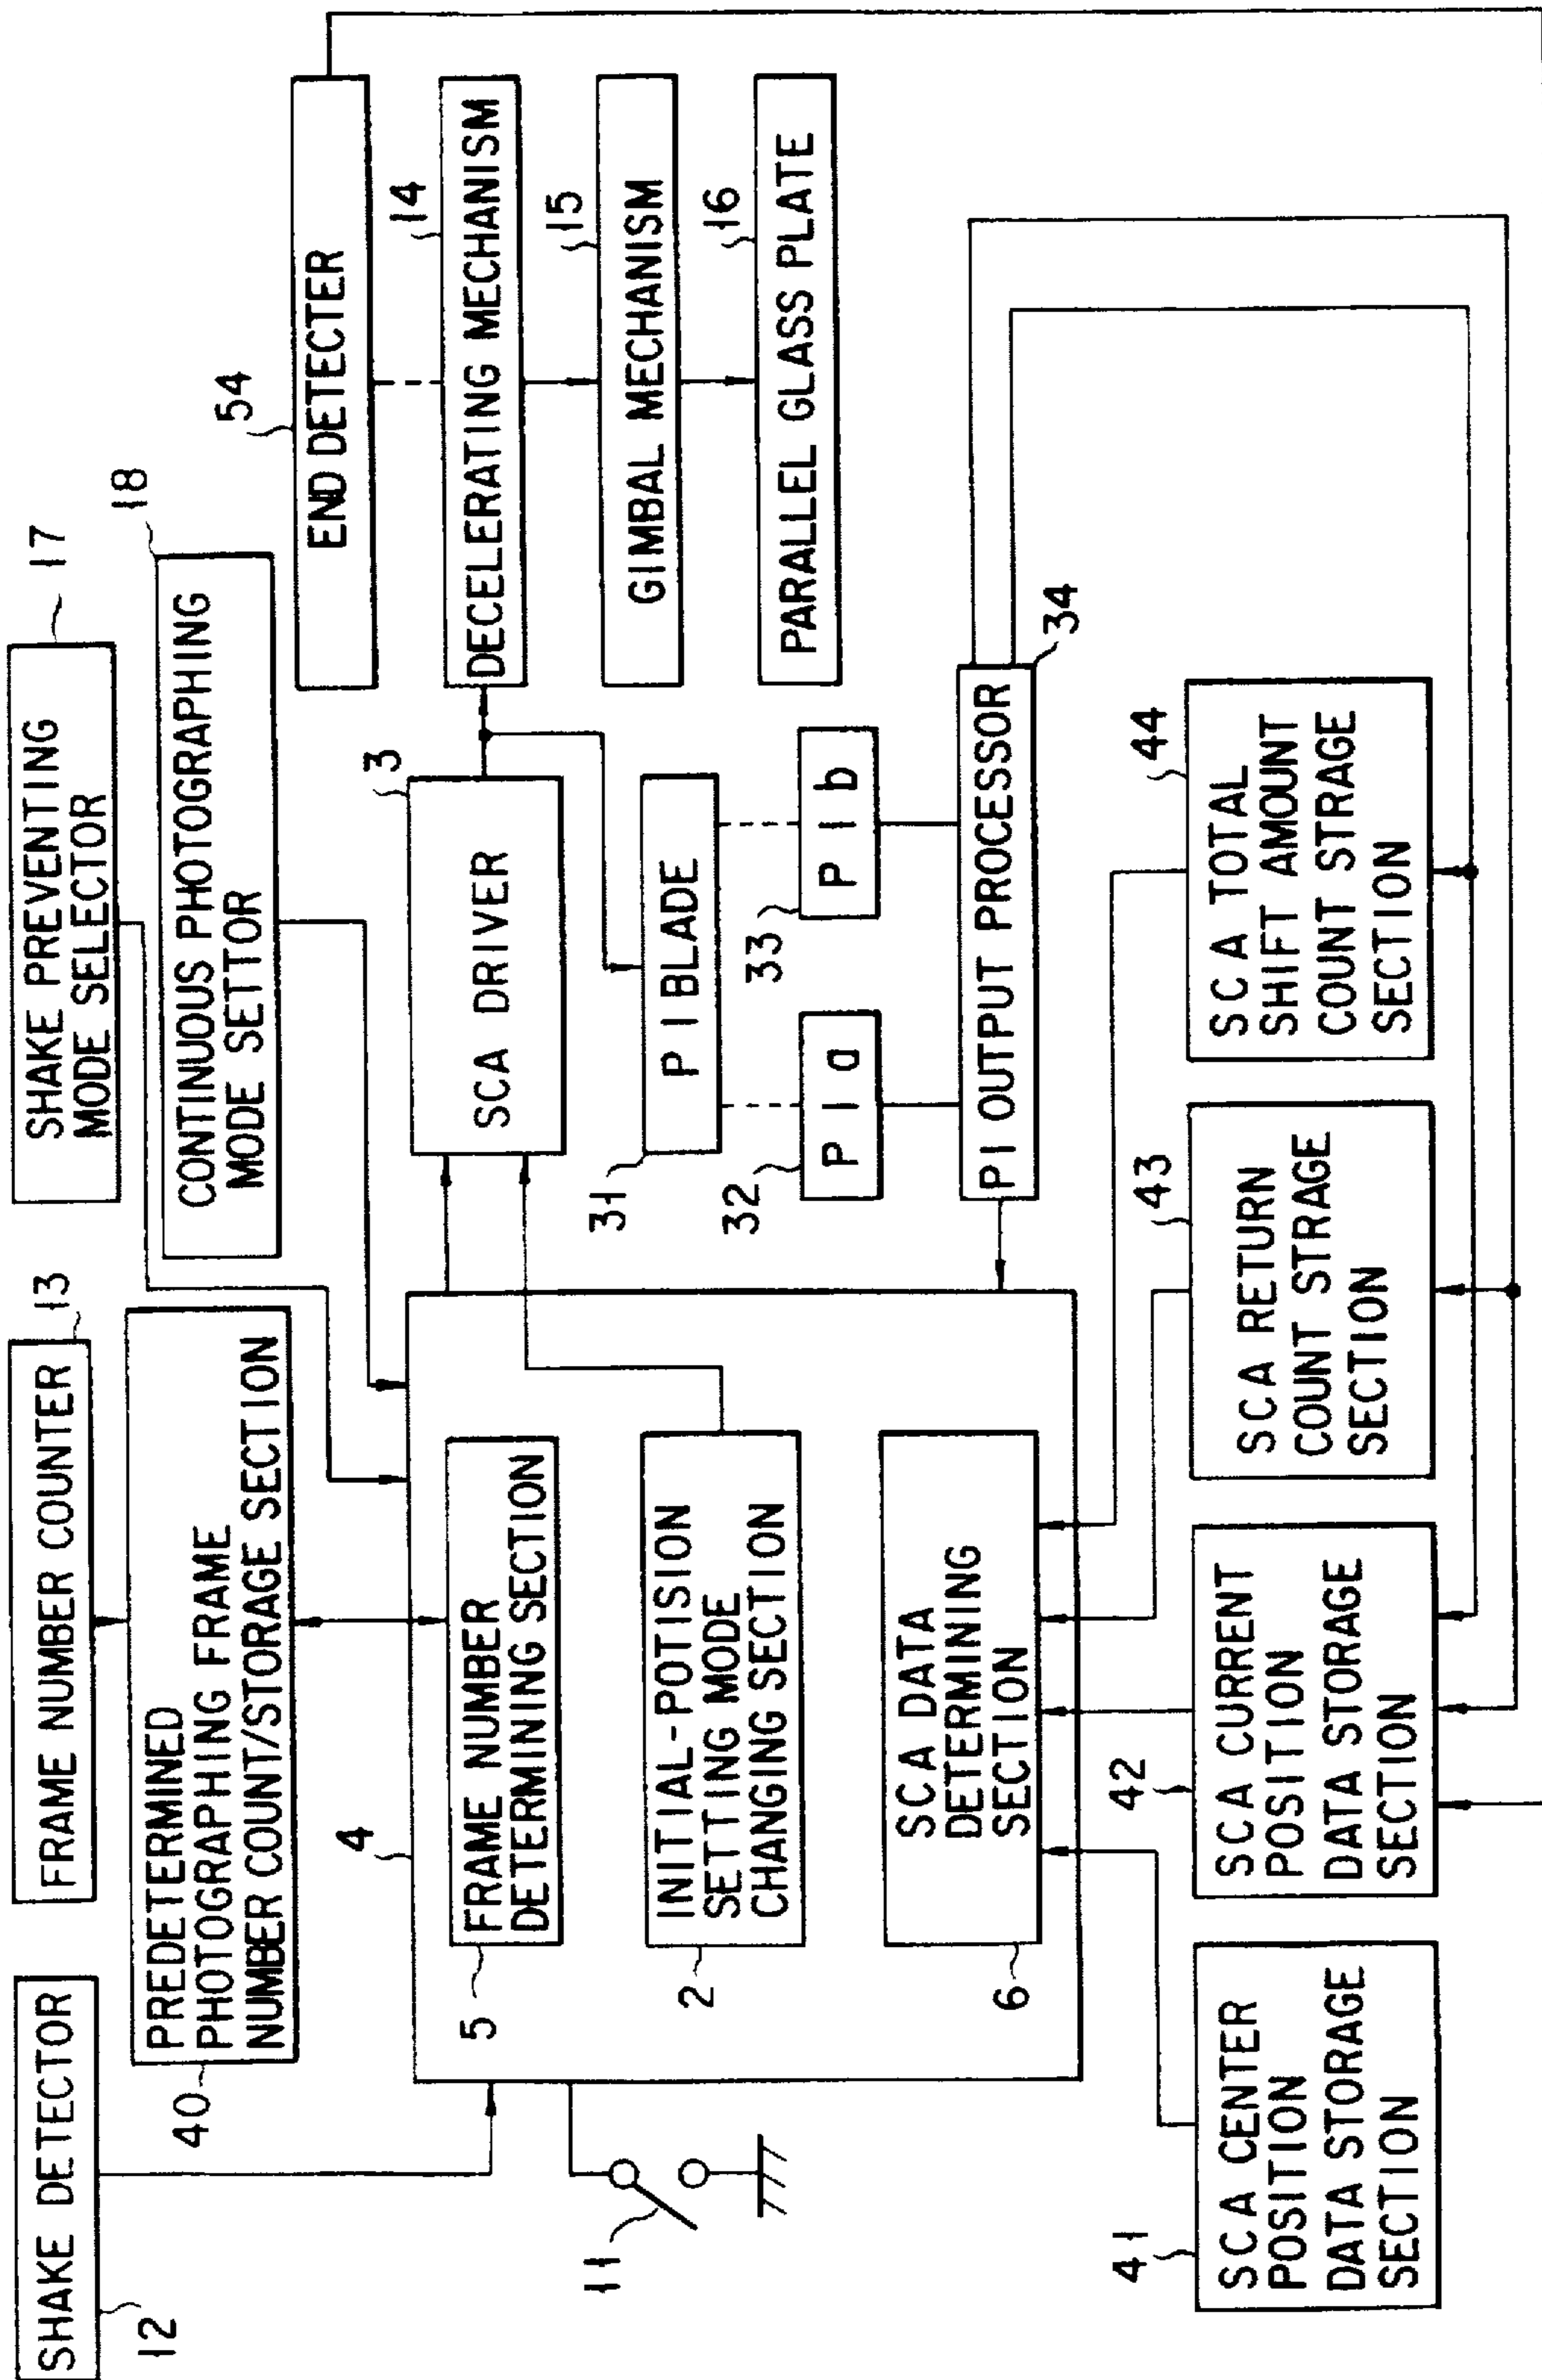 SHAKE DETECTOR
12
FRAME NUMBER COUNTER
13
SHAKE PREVENTING
MODE SELECTOR
17
PREDETERMINED
PHOTOGRAPHING FRAME
NUMBER COUNT/STORAGE SECTION
40
CONTINUOUS PHOTOGRAPHING
MODE SETTOR
18
END DETECTER
54
4
FRAME NUMBER
DETERMINING SECTION
5
INITIAL-POTISION
SETTING MODE
CHANGING SECTION
2
SCA DATA
DETERMINING
SECTION
6
11
SCA DRIVER
3
DECELERATING MECHANISM
14
GIMBAL MECHANISM
15
PARALLEL GLASS PLATE
16
PI BLADE
31
PIa
32
PIb
33
PI OUTPUT PROCESSOR
34
SCA CENTER
POSITION
DATA STORAGE
SECTION
41
SCA CURRENT
POSITION
DATA STORAGE
SECTION
42
SCA RETURN
COUNT STRAGE
SECTION
43
SCA TOTAL
SHIFT AMOUNT
COUNT STRAGE
SECTION
44